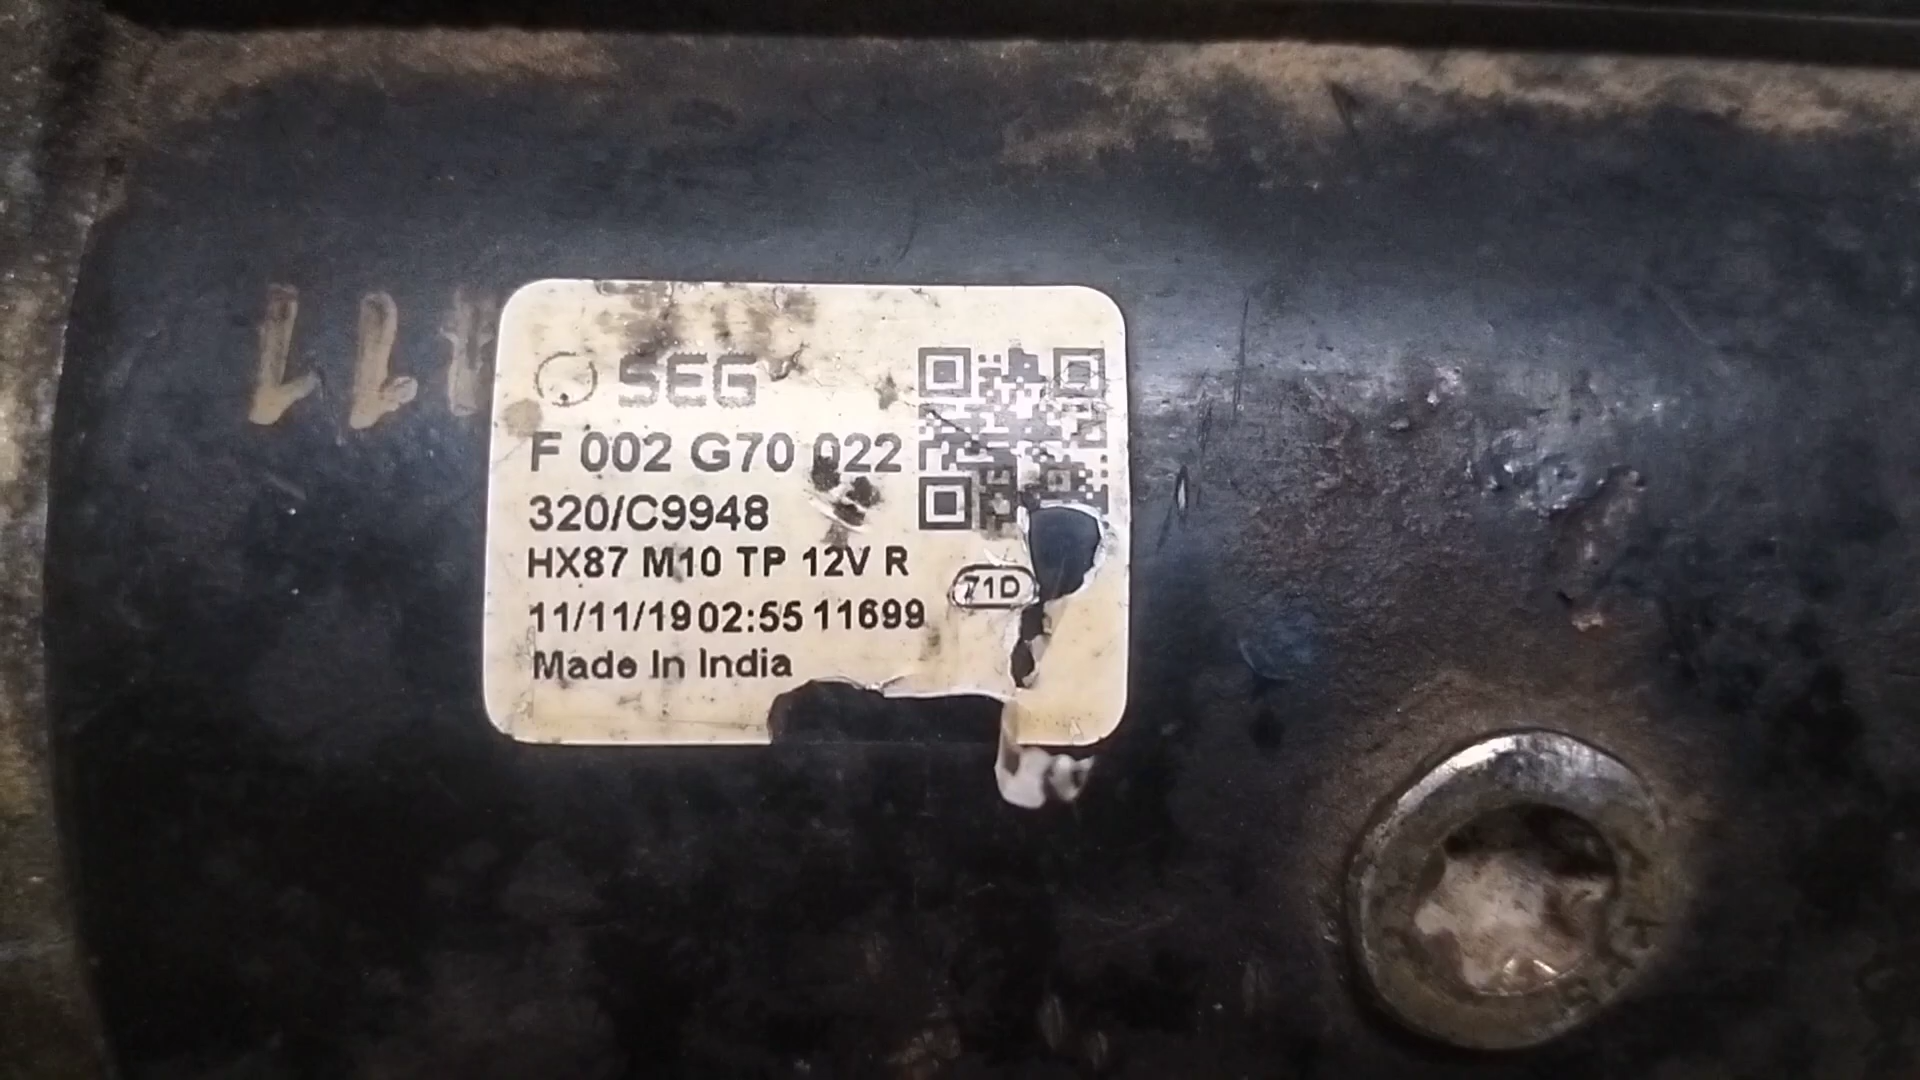 111
SEG
F 002 G70 022
320/C9948
HX87 M10 TP 12V R
71D
11/11/19 02:55 11699
Made In India